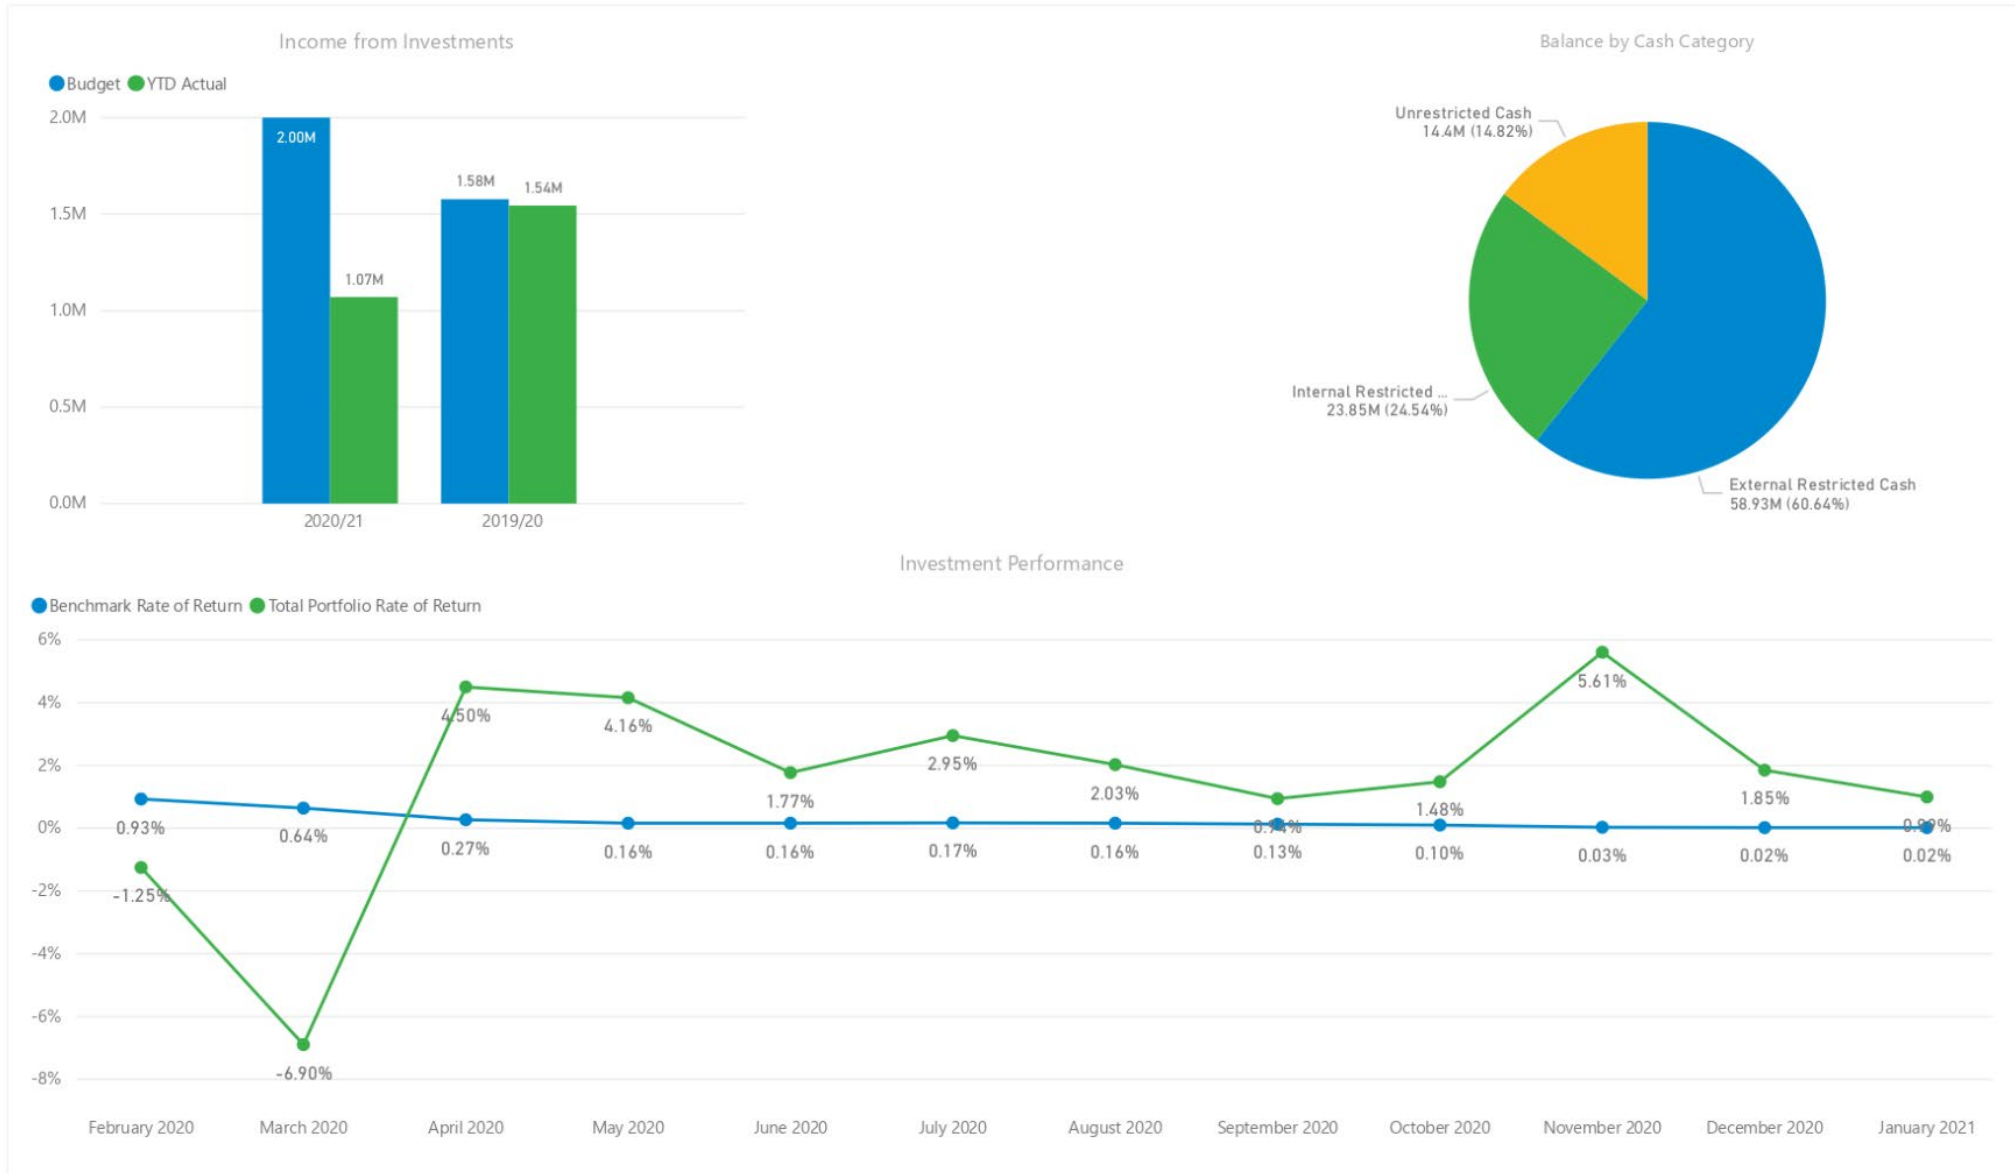 Income from Investments
Budget YTD Actual
2.0M
1.5M
1.0M
0.5M
0.0M
2.00M
1.07M
1.58M
1.54M
2020/21 2019/20
Balance by Cash Category
Unrestricted Cash
14.4M (14.82%)
Internal Restricted ...
23.85M (24.54%)
External Restricted Cash
58.93M (60.64%)
Investment Performance
Benchmark Rate of Return Total Portfolio Rate of Return
6%
4%
2%
0%
-2%
-4%
-6%
-8%
4.50% 4.16% 1.77% 2.95% 2.03% 0.94% 1.48% 5.61% 1.85%
0.93% 0.64% 0.27% 0.16% 0.16% 0.17% 0.16% 0.13% 0.10% 0.03% 0.02% 0.02%
-1.25% -6.90%
February 2020 March 2020 April 2020 May 2020 June 2020 July 2020 August 2020 September 2020 October 2020 November 2020 December 2020 January 2021